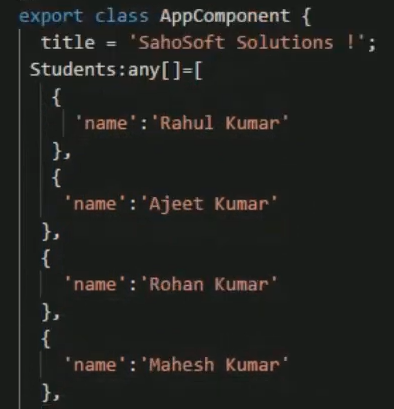 export class AppComponent {
title = 'SahoSoft Solutions !';
Students:any[]=[
{
'name':'Rahul Kumar'
},
{
'name':'Ajeet Kumar'
},
{
'name':'Rohan Kumar'
},
{
'name':'Mahesh Kumar'
},